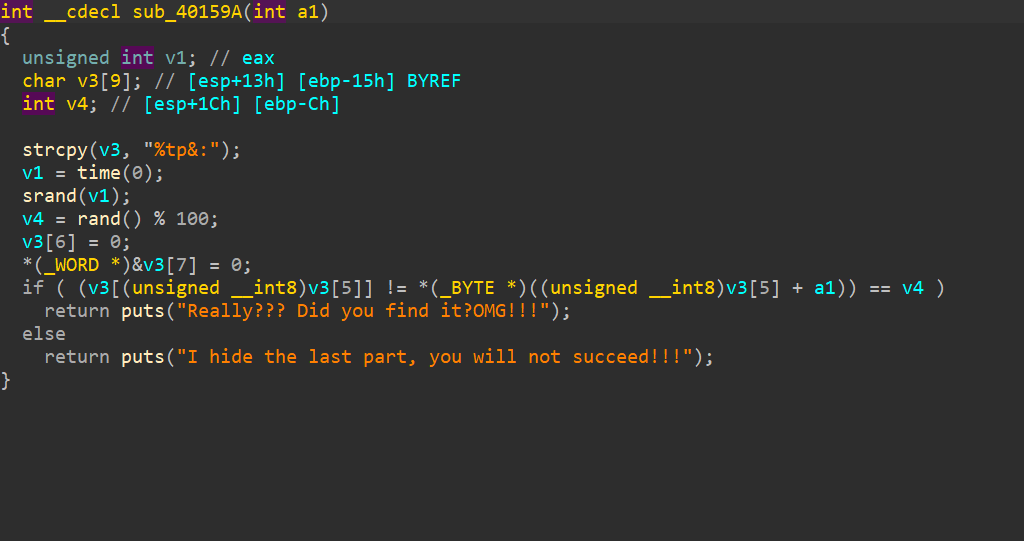 int __cdecl sub_40159A(int a1)
{
  unsigned int v1; // eax
  char v3[9]; // [esp+13h] [ebp-15h] BYREF
  int v4; // [esp+1Ch] [ebp-Ch]

  strcpy(v3, "%tp&:");
  v1 = time(0);
  srand(v1);
  v4 = rand() % 100;
  v3[6] = 0;
  *(_WORD *)&v3[7] = 0;
  if ( (v3[(unsigned __int8)v3[5]] != *(_BYTE *)((unsigned __int8)v3[5] + a1)) == v4 )
    return puts("Really??? Did you find it?OMG!!!");
  else
    return puts("I hide the last part, you will not succeed!!!");
}